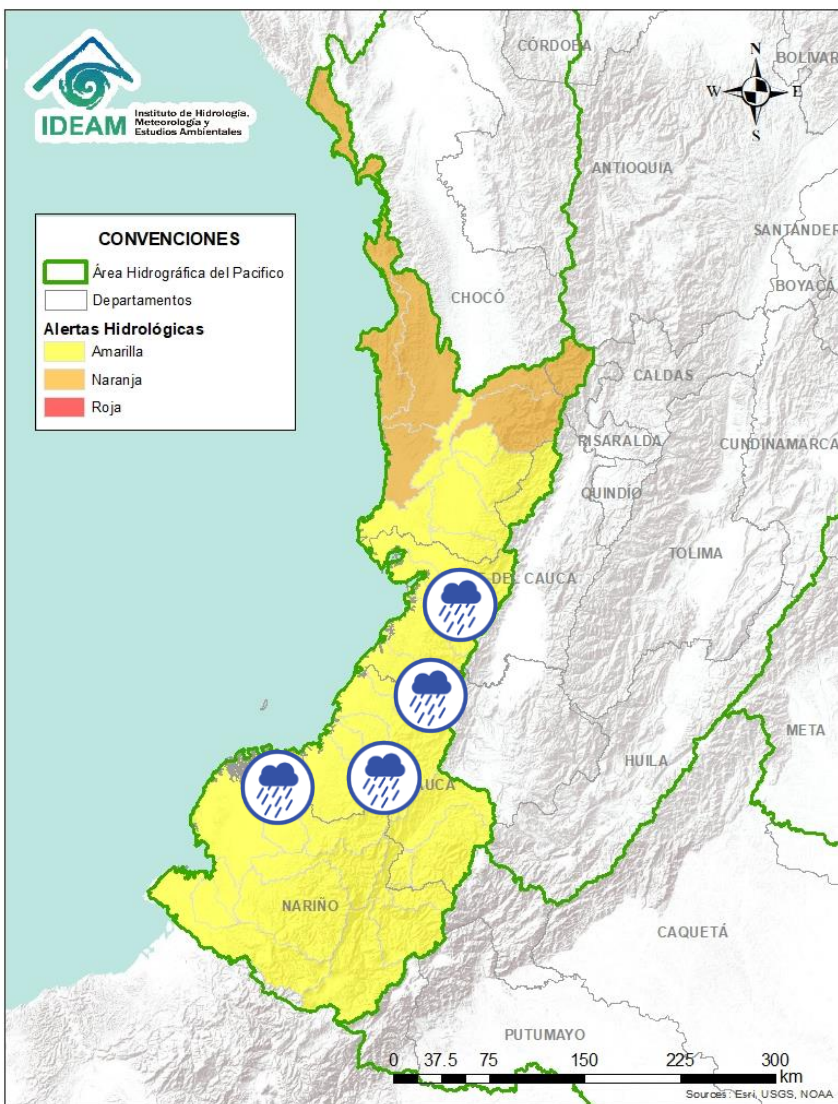 IDEAM
Instituto de Hidrología,
Meteorología y
Estudios Ambientales
CÓRDOBA
BOLIVAR
N
W
E
S
ANTIOQUIA
SANTANDER
BOYACÁ
CONVENCIONES
Área Hidrográfica del Pacifico
Departamentos
Alertas Hidrológicas
Amarilla
Naranja
Roja
CHOCÓ
CALDAS
RISARALDA
CUNDINAMARCA
QUINDÍO
TOLIMA
DEL CAUCA
META
HUILA
AUCA
NARIÑO
CAQUETÁ
PUTUMAYO
0 37.5 75 150 225 300
km
Sources: Esri, USGS, NOAA